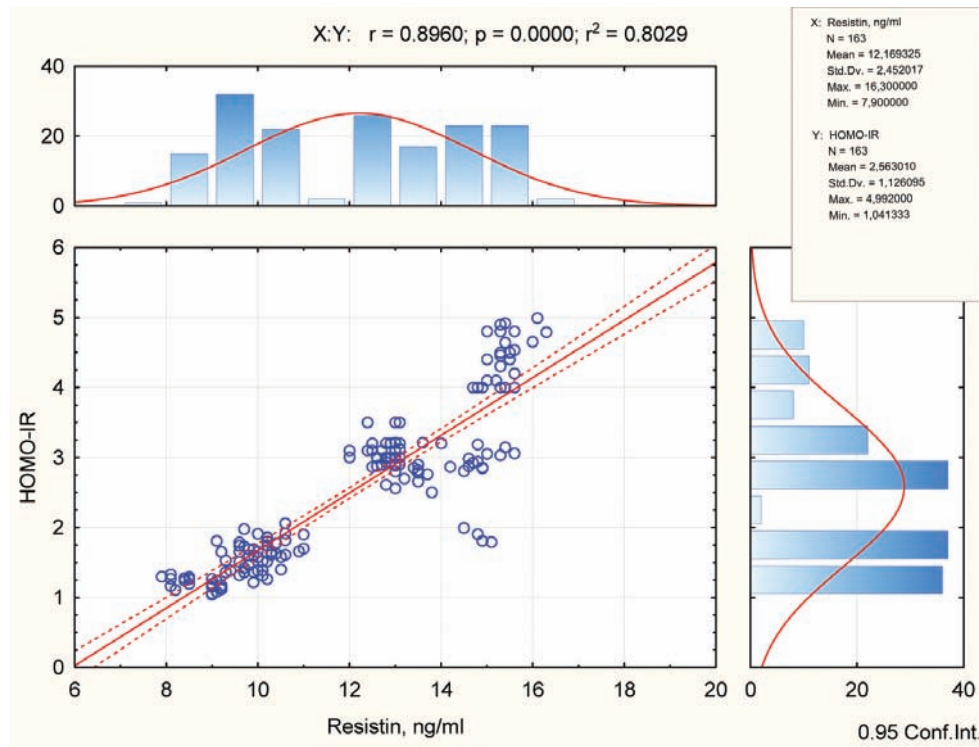 X:Y: r = 0.8960; p = 0.0000; r² = 0.8029
X: Resistin, ng/ml
N = 163
Mean = 12,169325
Std.Dv. = 2,452017
Max. = 16,300000
Min. = 7,900000
Y: HOMO-IR
N = 163
Mean = 2,563010
Std.Dv. = 1,126095
Max. = 4,992000
Min. = 1,041333
40
20
0
6
5
4
3
2
1
0
HOMO-IR
6 8 10 12 14 16 18 20
Resistin, ng/ml
0 20 40
0.95 Conf.Int